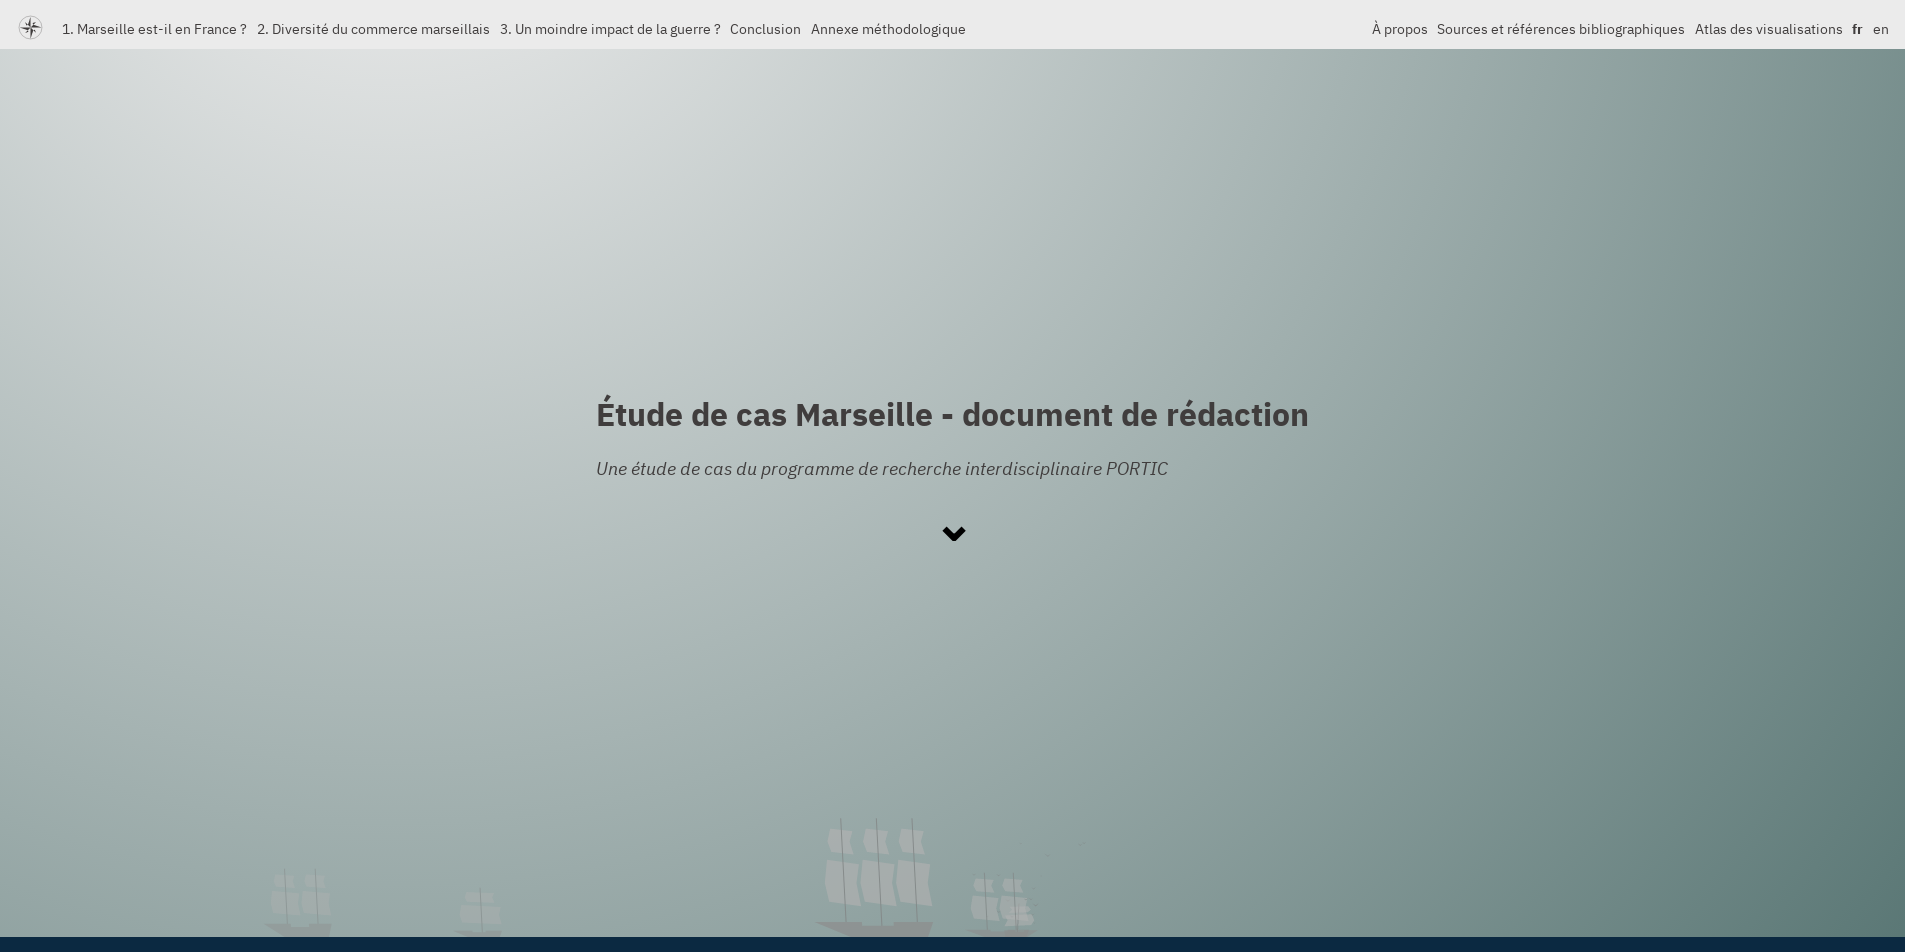 1. Marseille est-il en France ? 2. Diversité du commerce marseillais 3. Un moindre impact de la guerre ? Conclusion Annexe méthodologique À propos Sources et références bibliographiques Atlas des visualisations fr en
Étude de cas Marseille - document de rédaction
Une étude de cas du programme de recherche interdisciplinaire PORTIC